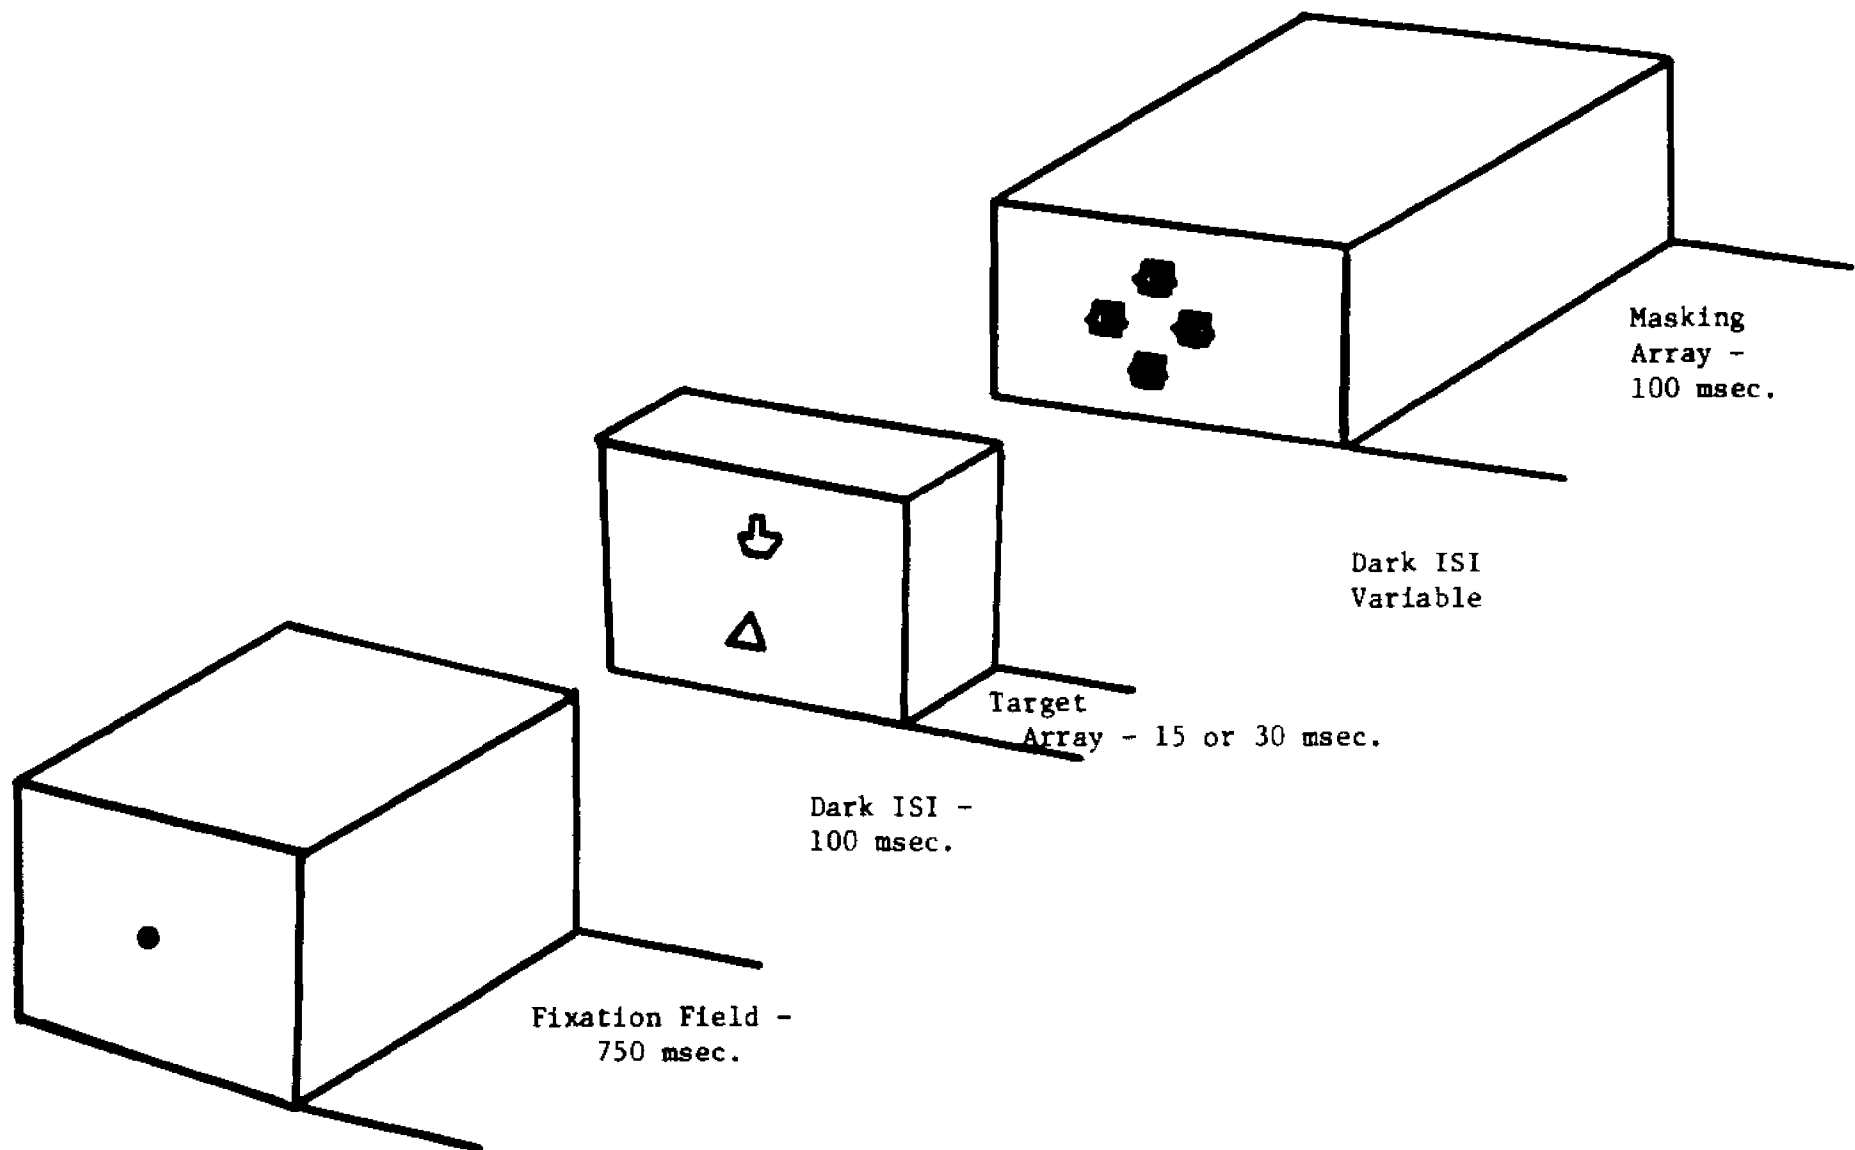 Masking
Array -
100 msec.
Dark ISI
Variable
Target
Array - 15 or 30 msec.
Dark ISI -
100 msec.
Fixation Field -
750 msec.